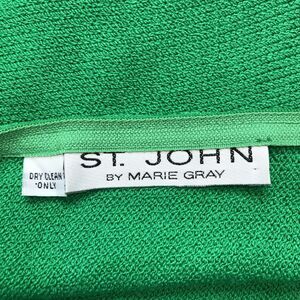 ST. JOHN
BY MARIE GRAY
DRY CLEAN
ONLY